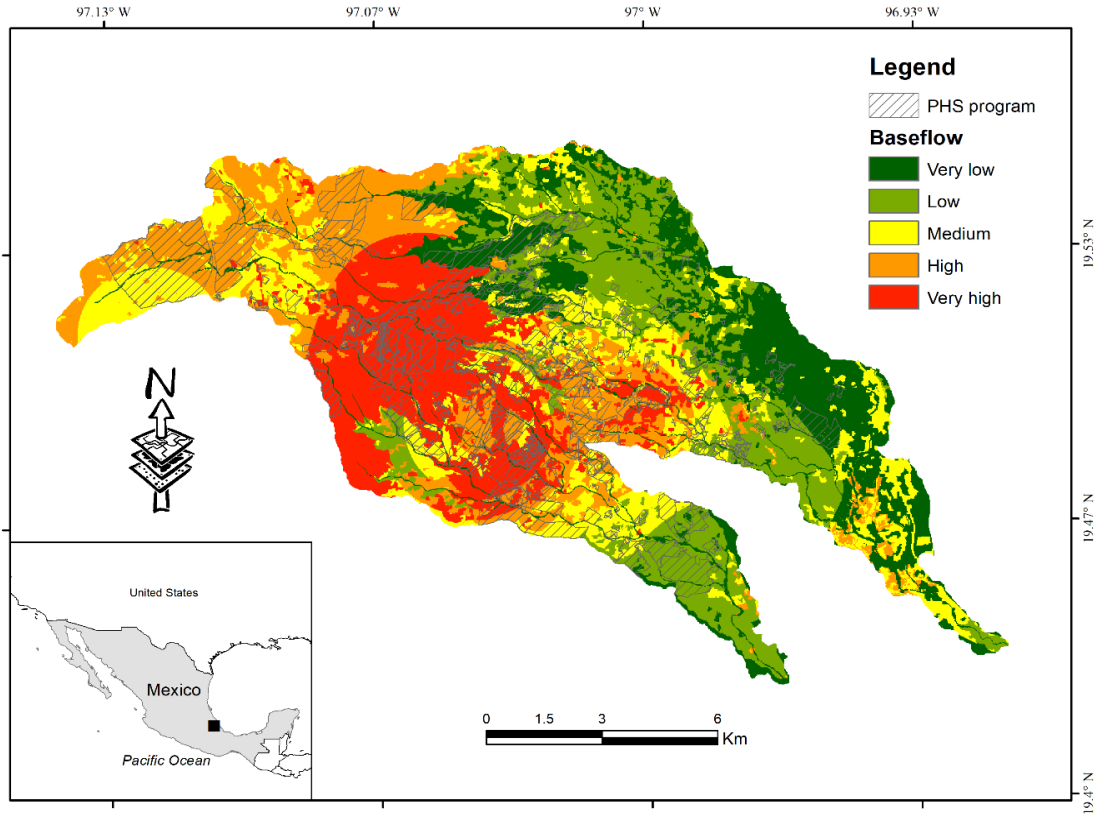 97.13° W
97.07° W
97° W
96.93° W
Legend
PHS program
Baseflow
Very low
Low
Medium
High
Very high
19.53° N
19.47° N
19.4° N
N
United States
Mexico
Pacific Ocean
0 1.5 3 6
Km